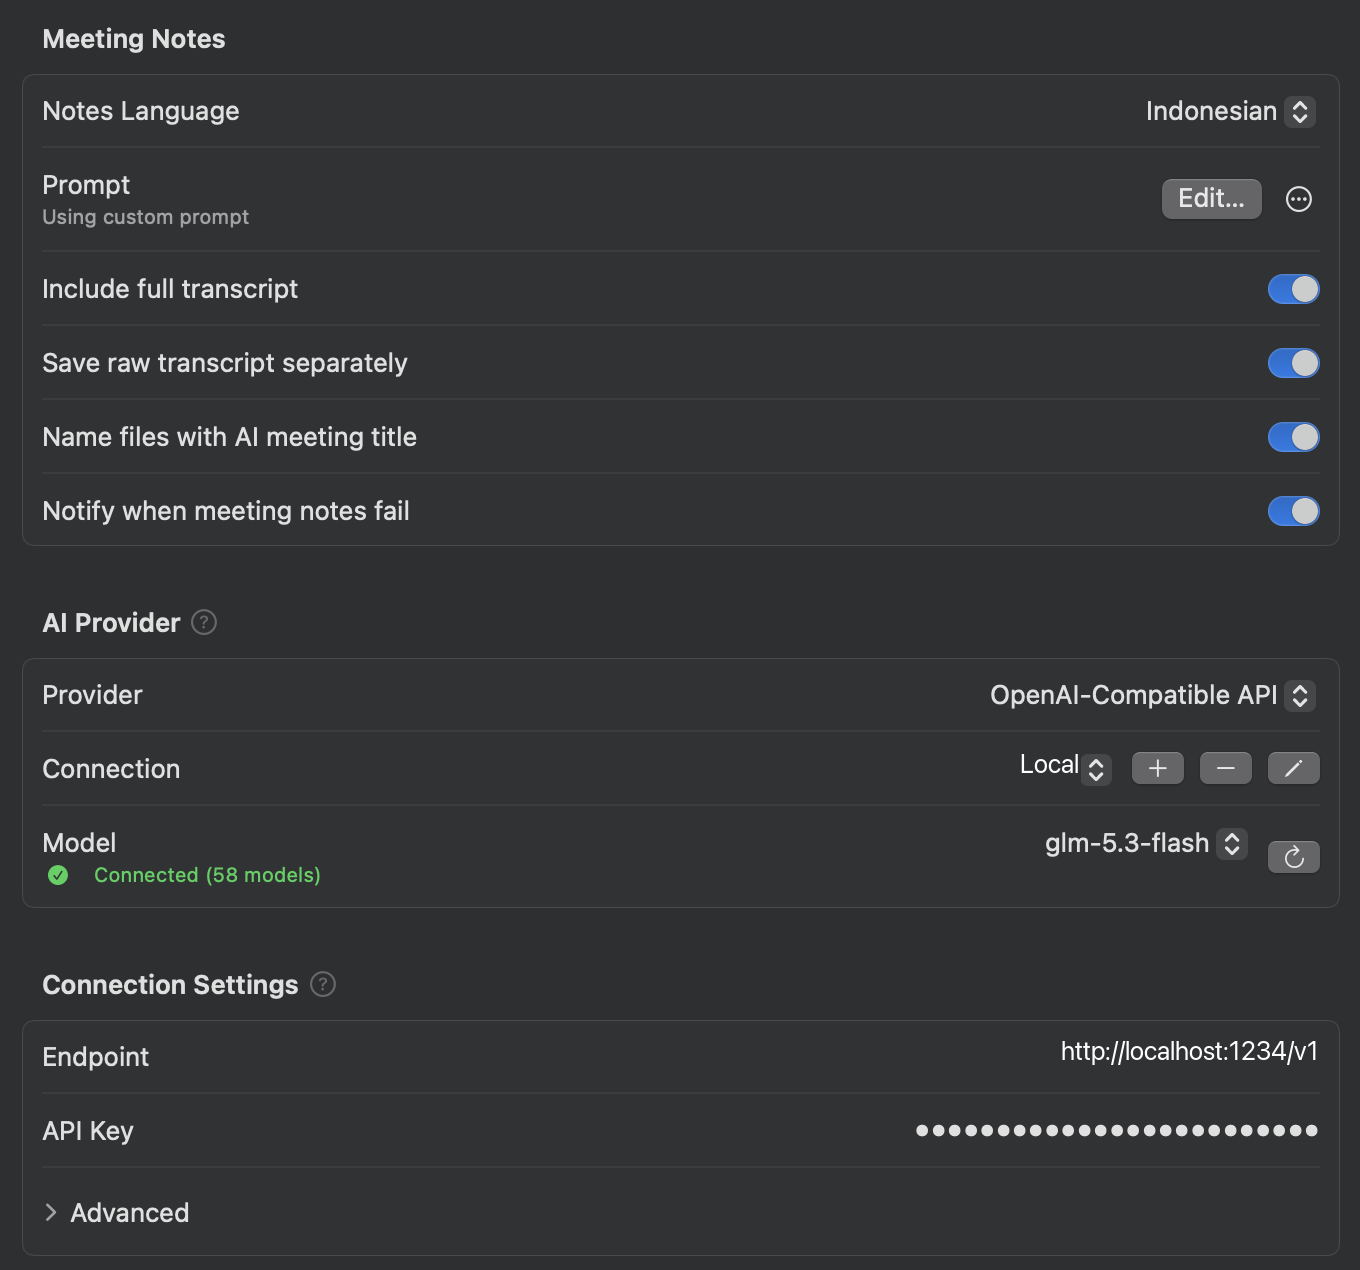 Meeting Notes
Notes Language
Indonesian
Prompt
Using custom prompt
Edit...
Include full transcript
Save raw transcript separately
Name files with AI meeting title
Notify when meeting notes fail
AI Provider ?
Provider
OpenAI-Compatible API
Connection
Local
Model
Connected (58 models)
glm-5.3-flash
Connection Settings ?
Endpoint
http://localhost:1234/v1
API Key
•••••••••••••••••••••••••
Advanced